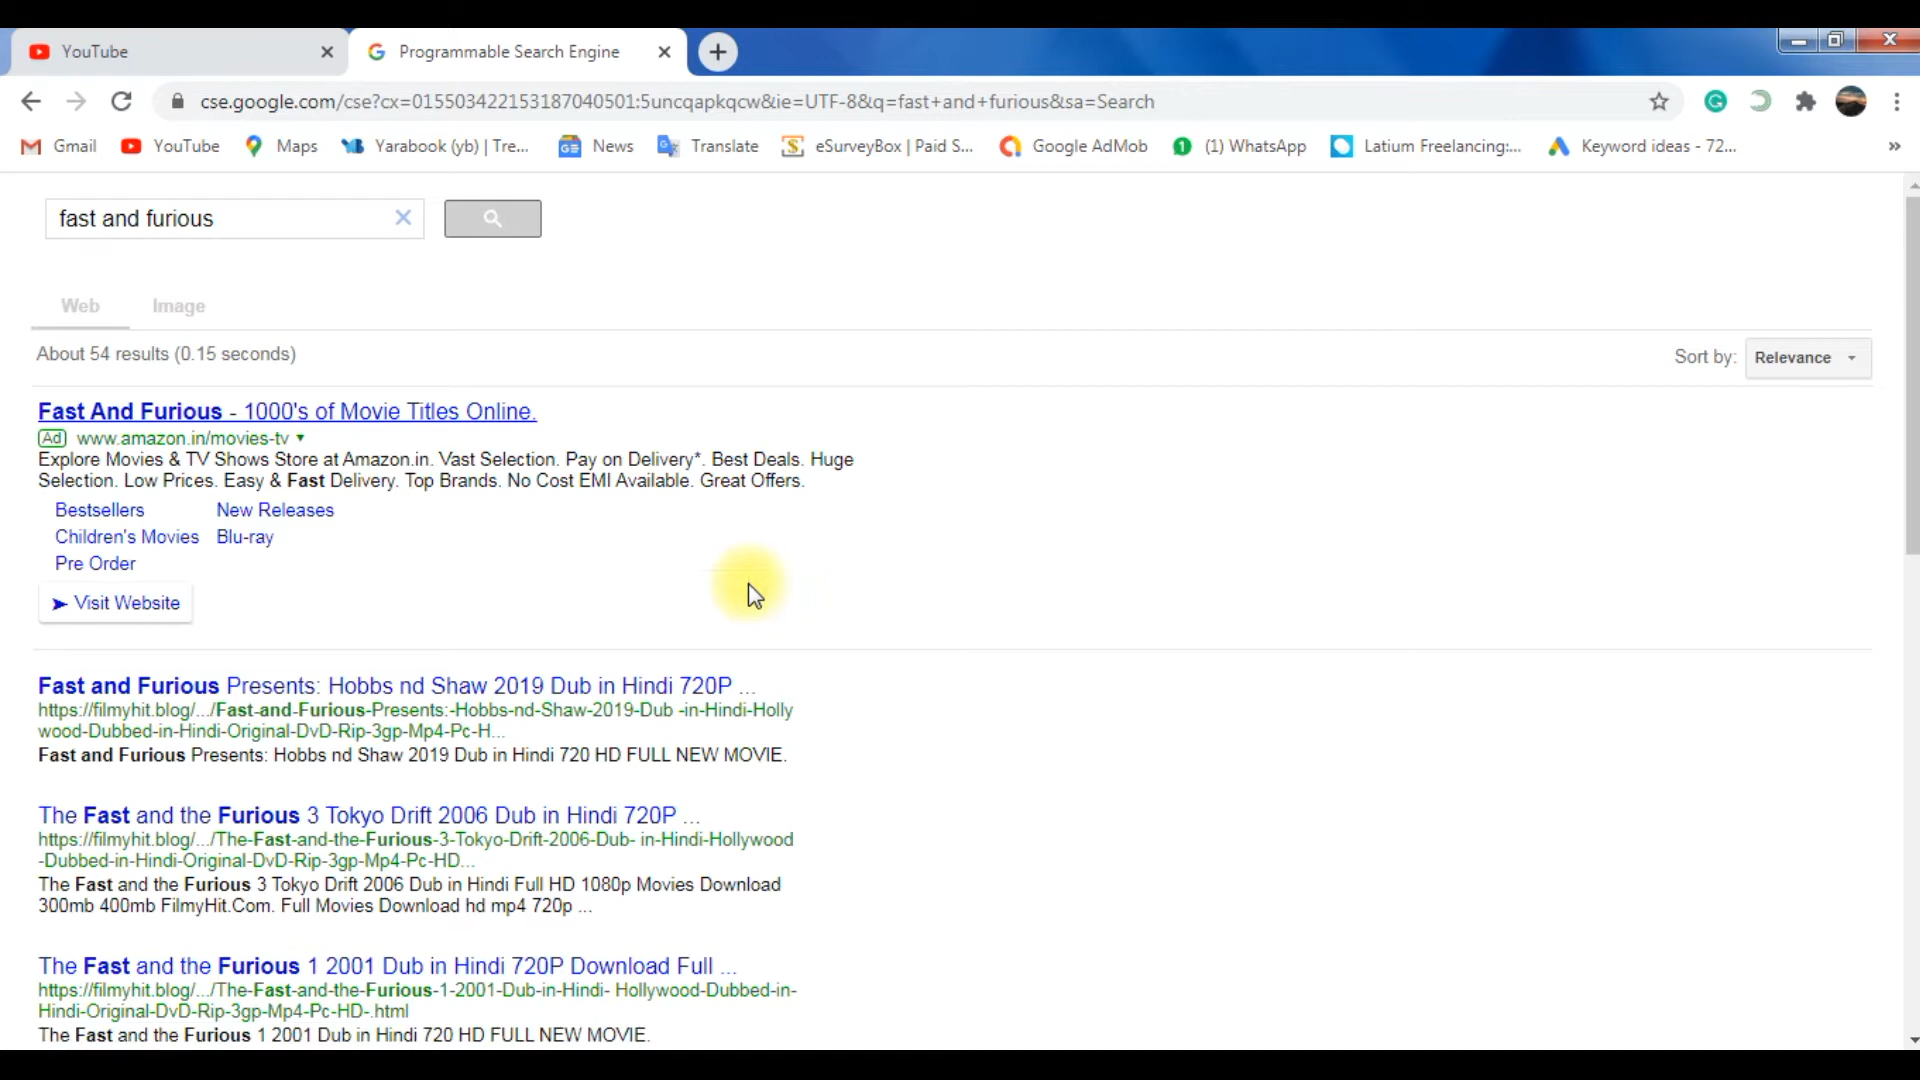 YouTube
Programmable Search Engine
cse.google.com/cse?cx=015503422153187040501:5uncqapkqcw&ie=UTF-8&q=fast+and+furious&sa=Search
Gmail YouTube Maps Yarabook (yb) | Tre... News Translate eSurveyBox | Paid S... Google AdMob (1) WhatsApp Latium Freelancing:... Keyword ideas - 72... »
fast and furious
Web Image
About 54 results (0.15 seconds)
Sort by: Relevance
Fast And Furious - 1000's of Movie Titles Online.
Ad www.amazon.in/movies-tv
Explore Movies & TV Shows Store at Amazon.in. Vast Selection. Pay on Delivery*. Best Deals. Huge
Selection. Low Prices. Easy & Fast Delivery. Top Brands. No Cost EMI Available. Great Offers.
Bestsellers New Releases
Children's Movies Blu-ray
Pre Order
Visit Website
Fast and Furious Presents: Hobbs nd Shaw 2019 Dub in Hindi 720P ...
https://filmyhit.blog/.../Fast-and-Furious-Presents:-Hobbs-nd-Shaw-2019-Dub -in-Hindi-Holly
wood-Dubbed-in-Hindi-Original-DvD-Rip-3gp-Mp4-Pc-H...
Fast and Furious Presents: Hobbs nd Shaw 2019 Dub in Hindi 720 HD FULL NEW MOVIE.
The Fast and the Furious 3 Tokyo Drift 2006 Dub in Hindi 720P ...
https://filmyhit.blog/.../The-Fast-and-the-Furious-3-Tokyo-Drift-2006-Dub- in-Hindi-Hollywood
-Dubbed-in-Hindi-Original-DvD-Rip-3gp-Mp4-Pc-HD...
The Fast and the Furious 3 Tokyo Drift 2006 Dub in Hindi Full HD 1080p Movies Download
300mb 400mb FilmyHit.Com. Full Movies Download hd mp4 720p ...
The Fast and the Furious 1 2001 Dub in Hindi 720P Download Full ...
https://filmyhit.blog/.../The-Fast-and-the-Furious-1-2001-Dub-in-Hindi- Hollywood-Dubbed-in-
Hindi-Original-DvD-Rip-3gp-Mp4-Pc-HD-.html
The Fast and the Furious 1 2001 Dub in Hindi 720 HD FULL NEW MOVIE.